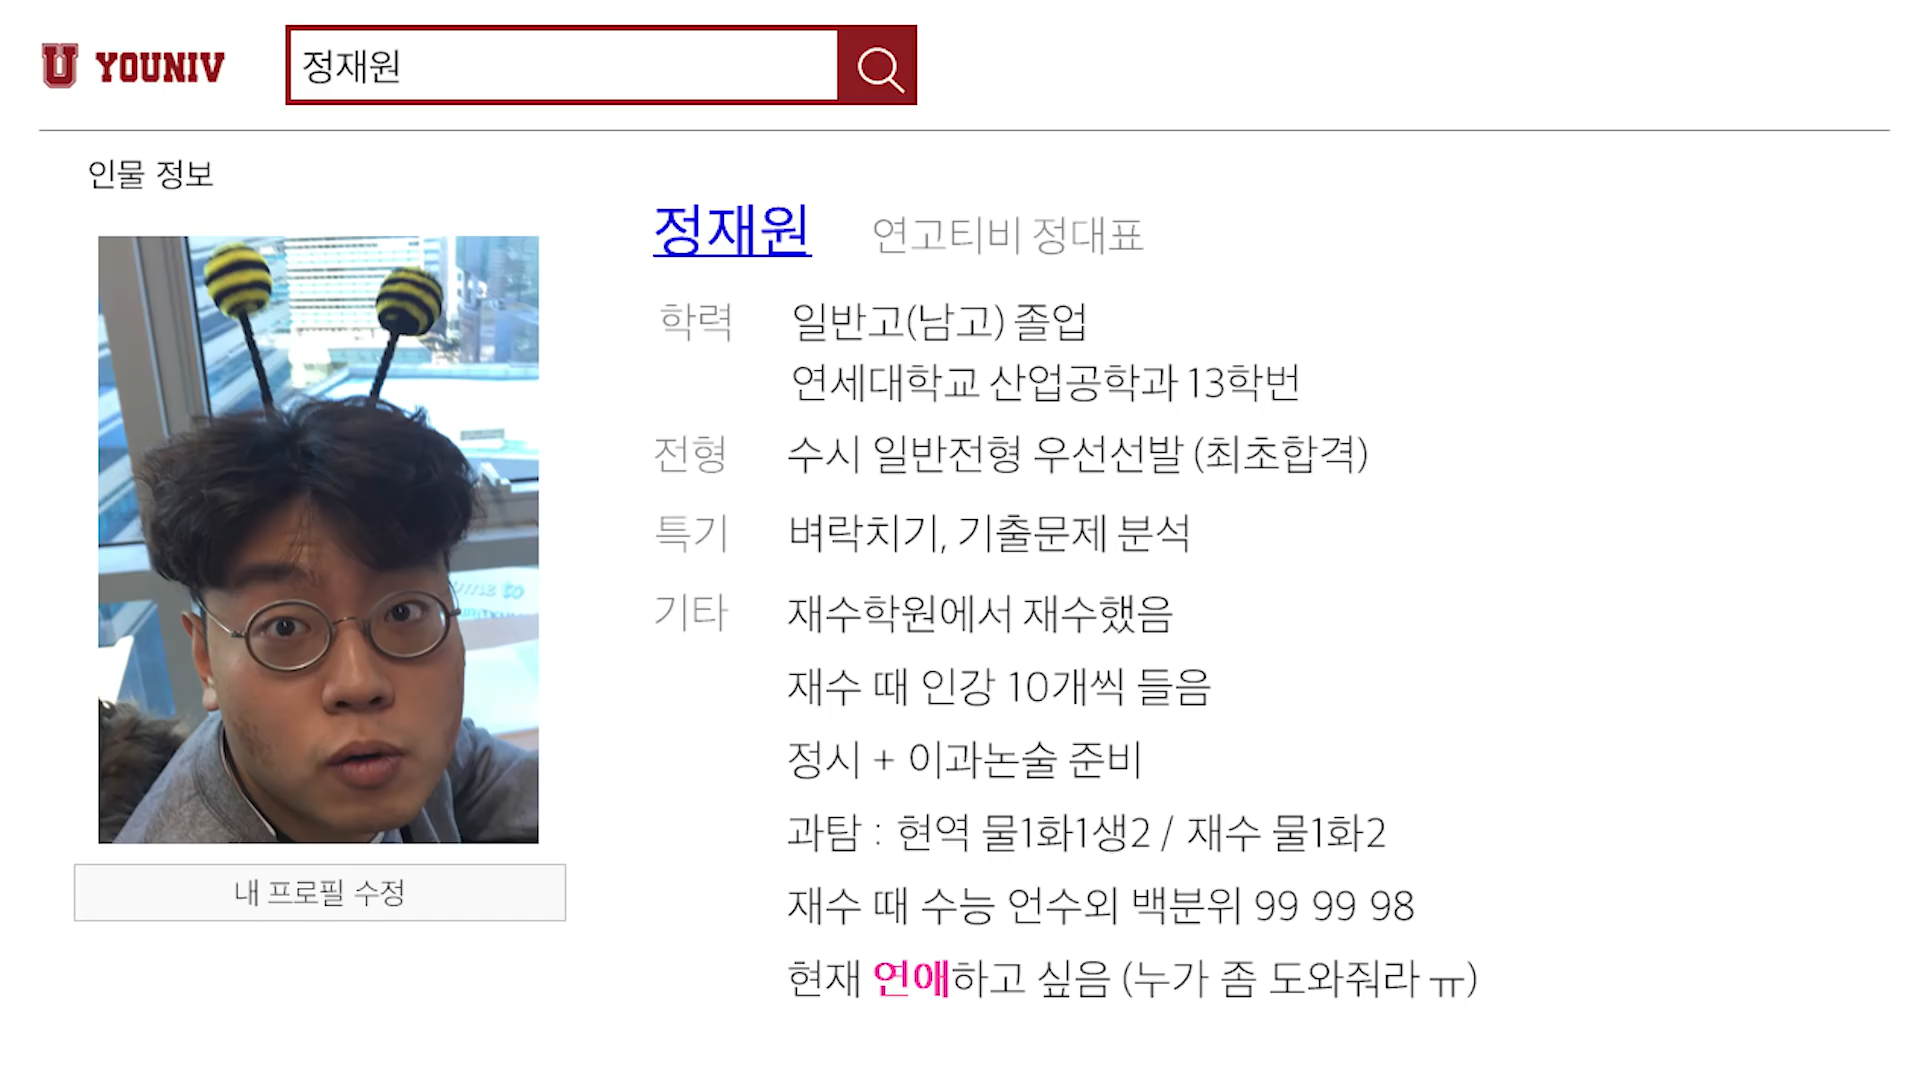 U YOUNIV
정재원
인물 정보
정재원 연고티비 정대표
학력 일반고(남고) 졸업
연세대학교 산업공학과 13학번
전형 수시 일반전형 우선선발 (최초합격)
특기 벼락치기, 기출문제 분석
기타 재수학원에서 재수했음
재수 때 인강 10개씩 들음
정시 + 이과논술 준비
과탐 : 현역 물1화1생2 / 재수 물1화2
재수 때 수능 언수외 백분위 99 99 98
현재 연애하고 싶음 (누가 좀 도와줘라 ㅠ)
내 프로필 수정